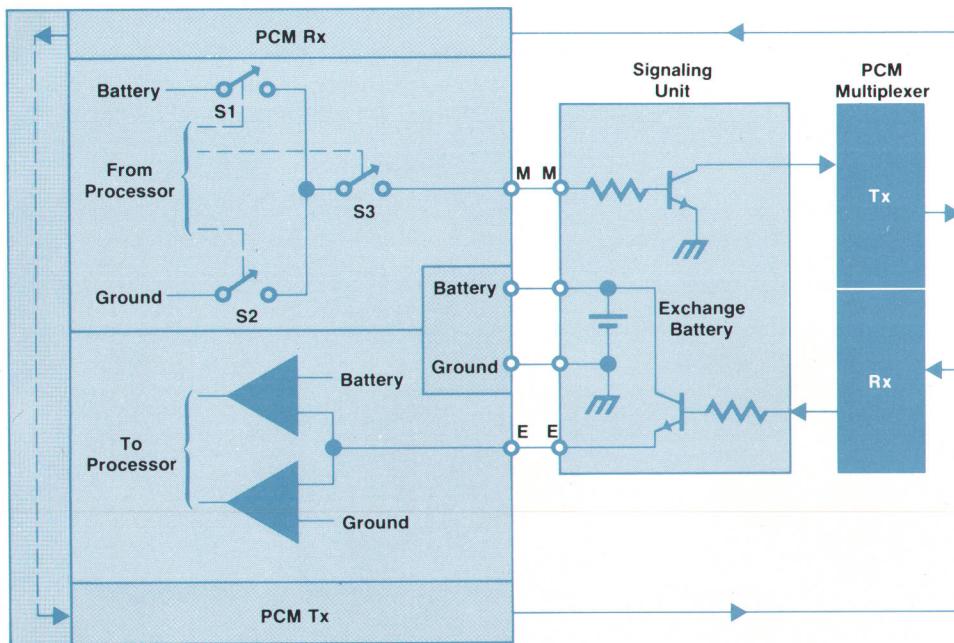 PCM Rx
Battery
S1
From
Processor
S3
Ground
S2
Signaling
Unit
PCM
Multiplexer
M M
Tx
Battery
Exchange
Battery
Ground
Rx
Battery
To
Processor
E E
Ground
PCM Tx